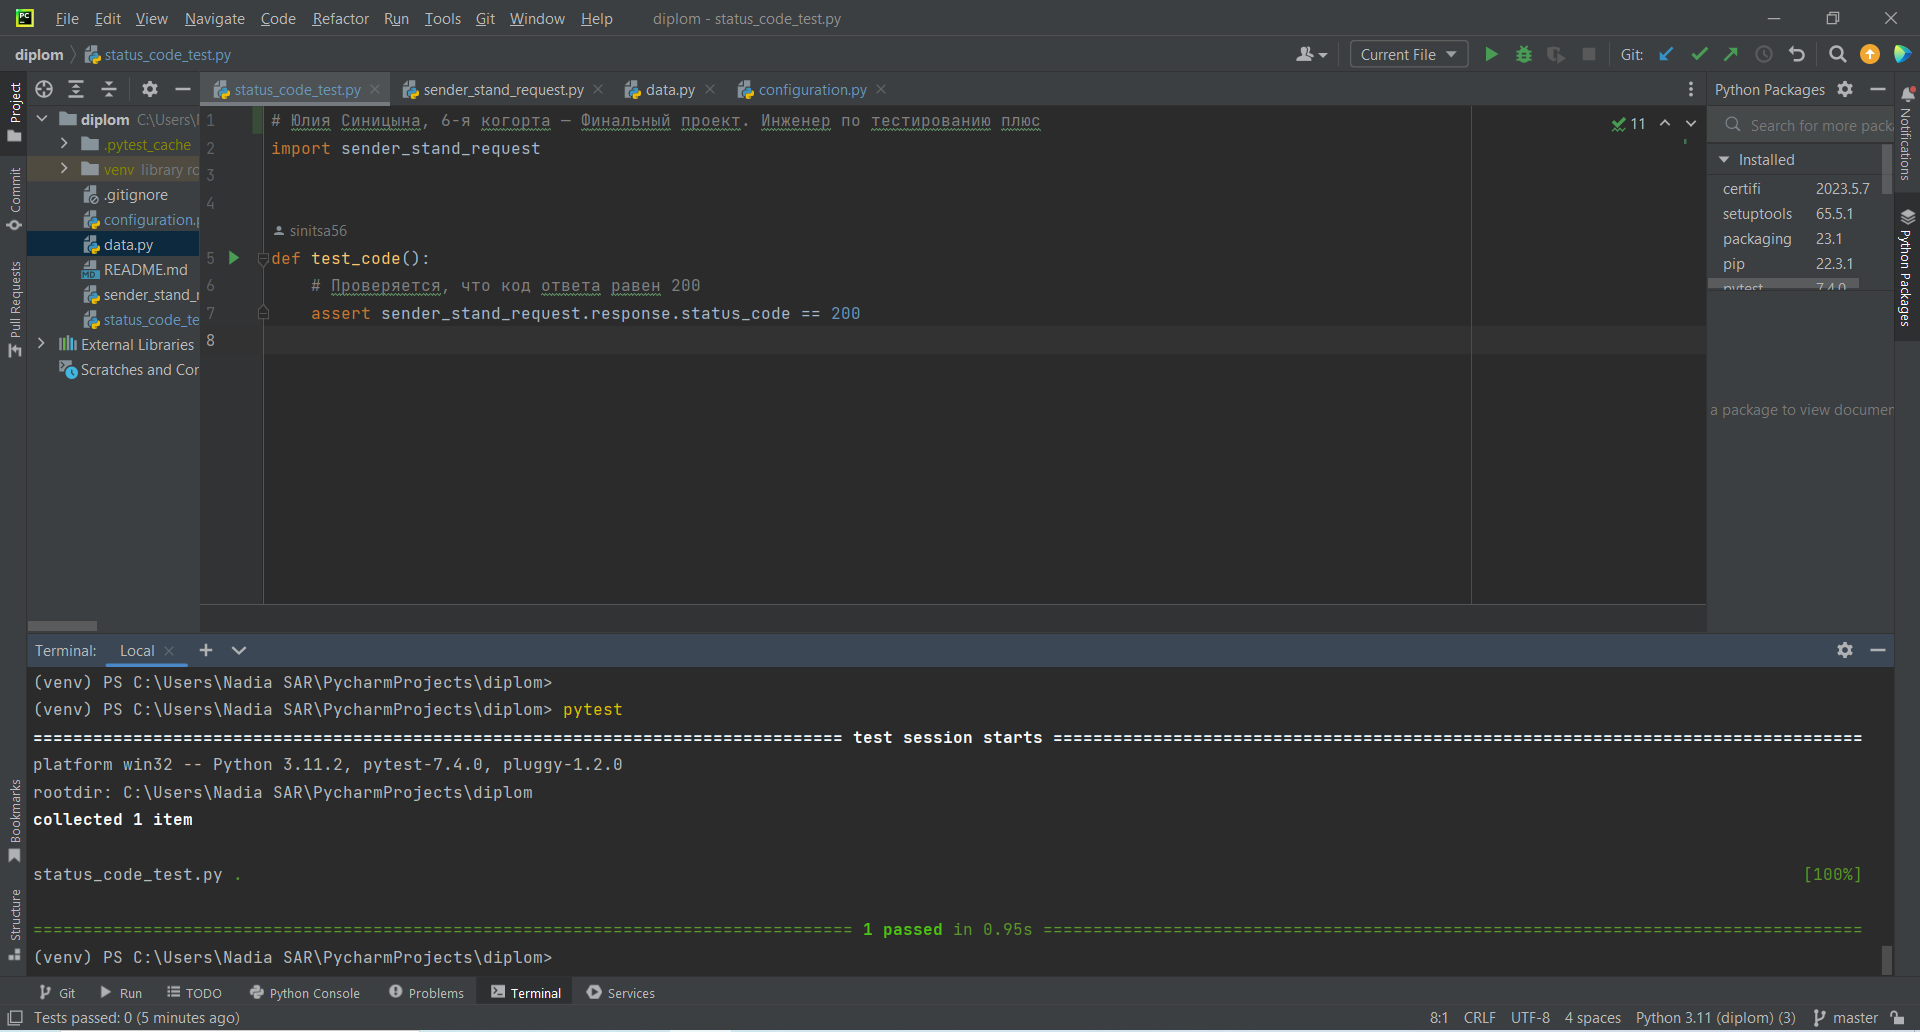 File Edit View Navigate Code Refactor Run Tools Git Window Help diplom - status_code_test.py
diplom status_code_test.py Current File Git:
status_code_test.py sender_stand_request.py data.py configuration.py
Project
Commit
Pull Requests
Bookmarks
Structure
diplom C:\Users\
.pytest_cache
venv library ro
.gitignore
configuration.
data.py
README.md
sender_stand_
status_code_te
External Libraries
Scratches and Cor
1 # Юлия Синицына, 6-я когорта — Финальный проект. Инженер по тестированию плюс
2 import sender_stand_request
3
4
sinitsa56
5 def test_code():
6 # Проверяется, что код ответа равен 200
7 assert sender_stand_request.response.status_code == 200
8
11
Python Packages
Search for more pack
Installed
certifi 2023.5.7
setuptools 65.5.1
packaging 23.1
pip 22.3.1
pytest 7.4.0
a package to view documen
Notifications
Python Packages
Terminal: Local
(venv) PS C:\Users\Nadia SAR\PycharmProjects\diplom>
(venv) PS C:\Users\Nadia SAR\PycharmProjects\diplom> pytest
================================================================================= test session starts =================================================================================
platform win32 -- Python 3.11.2, pytest-7.4.0, pluggy-1.2.0
rootdir: C:\Users\Nadia SAR\PycharmProjects\diplom
collected 1 item
status_code_test.py . [100%]
================================================================================== 1 passed in 0.95s ==================================================================================
(venv) PS C:\Users\Nadia SAR\PycharmProjects\diplom>
Git Run TODO Python Console Problems Terminal Services
Tests passed: 0 (5 minutes ago) 8:1 CRLF UTF-8 4 spaces Python 3.11 (diplom) (3) master